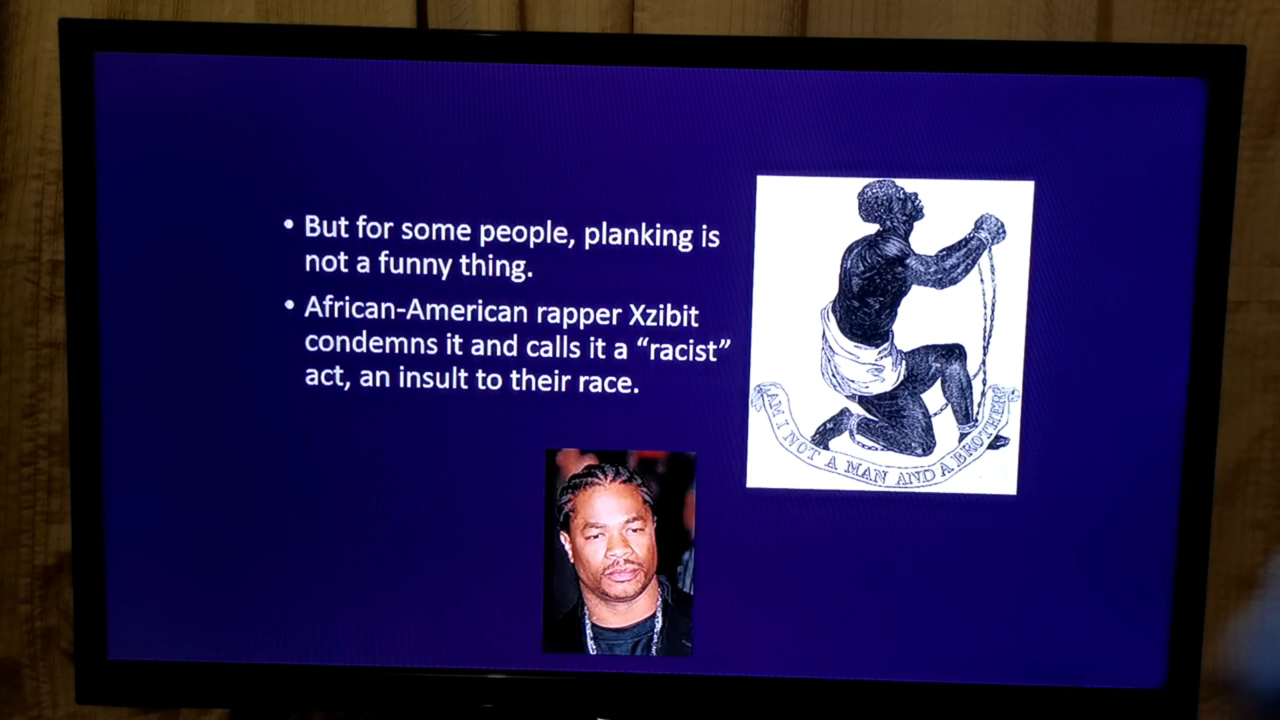 • But for some people, planking is
not a funny thing.
• African-American rapper Xzibit
condemns it and calls it a “racist”
act, an insult to their race.
AM I NOT A MAN AND A BROTHER